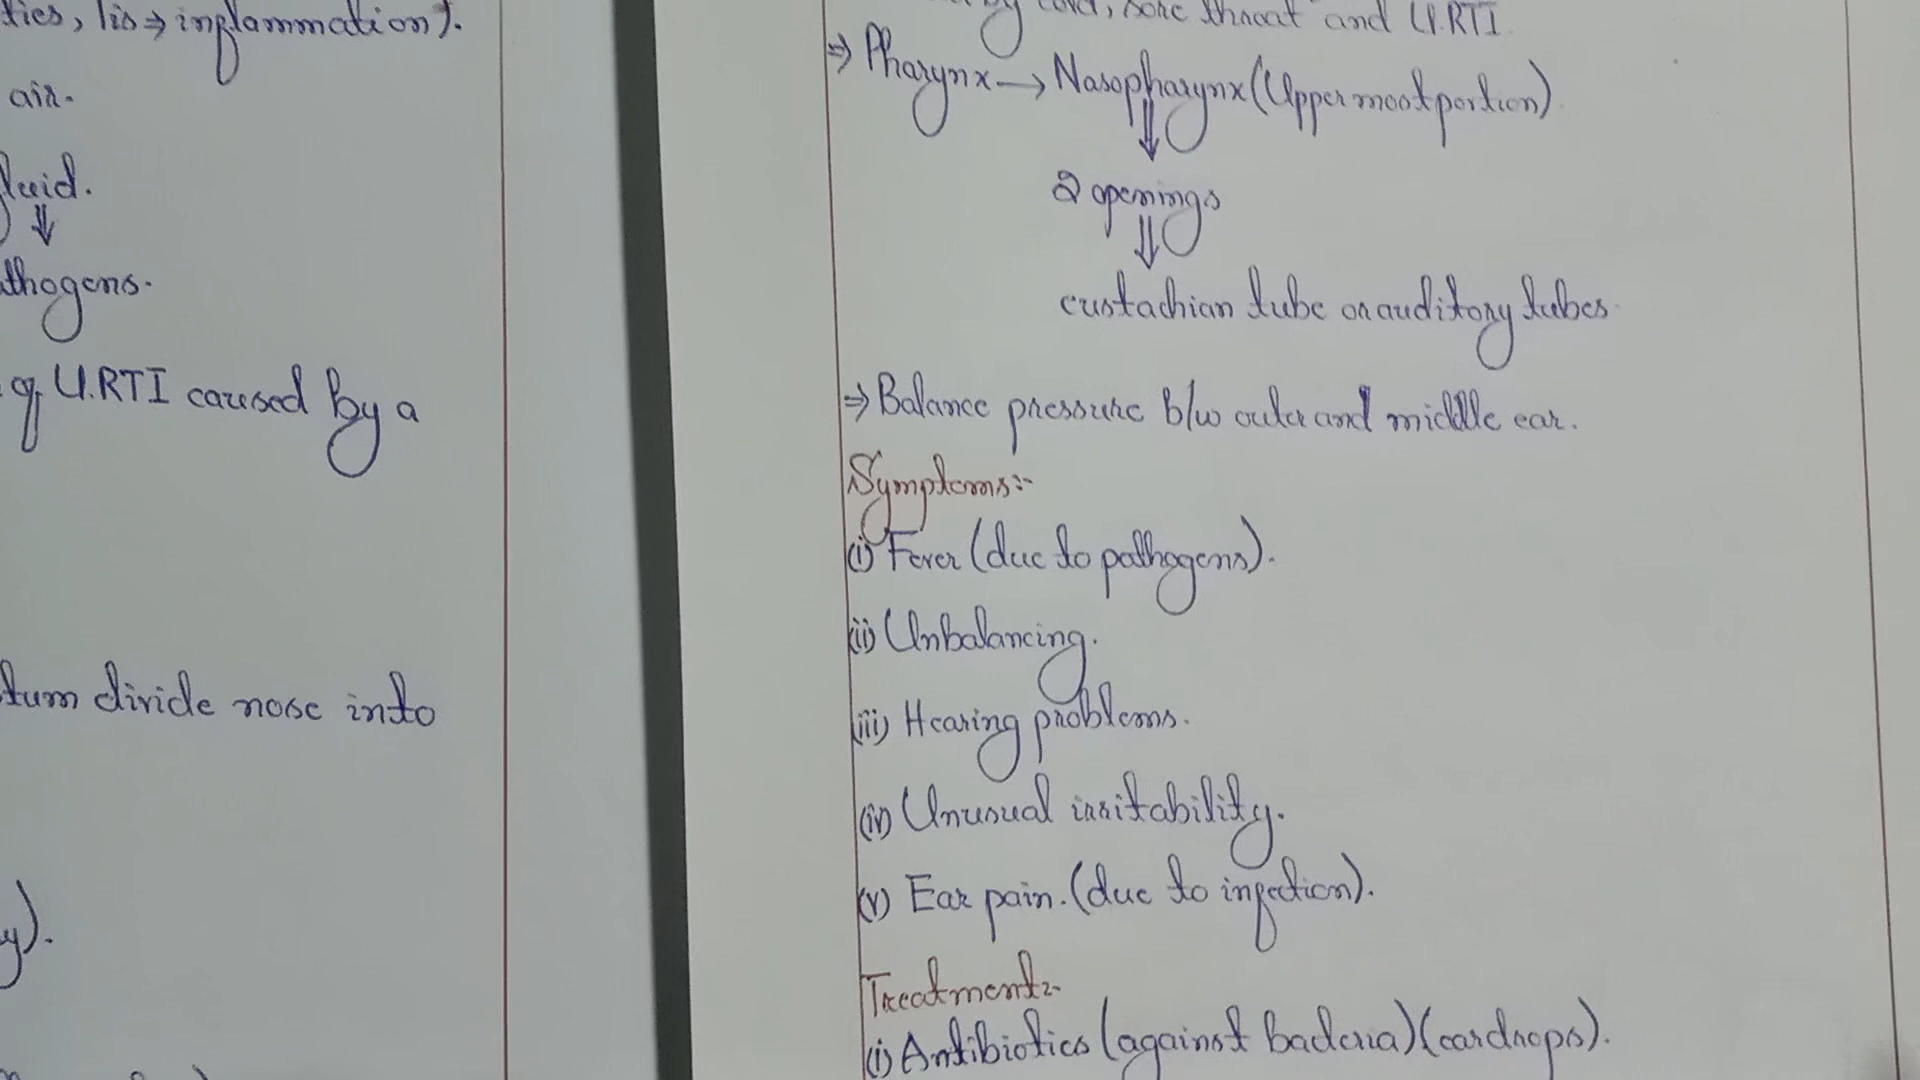 ties, lis⇒ inflammation).
air.
fluid.
⇓
thogens.
of U.RTI caused by a
tum divide nose into
y).
by cold, sore throat and U.RTI.
⇒ Pharynx → Nasopharynx (Upper most portion)
⇓
2 openings
⇓
eustachian tube or auditory tubes
⇒ Balance pressure b/w outer and middle ear.
Symptoms:-
(i) Fever (due to pathogens).
(ii) Unbalancing.
(iii) Hearing problems.
(iv) Unusual irritability.
(v) Ear pain. (due to infection).
Treatment:-
(i) Antibiotics (against bacteria) (eardrops).